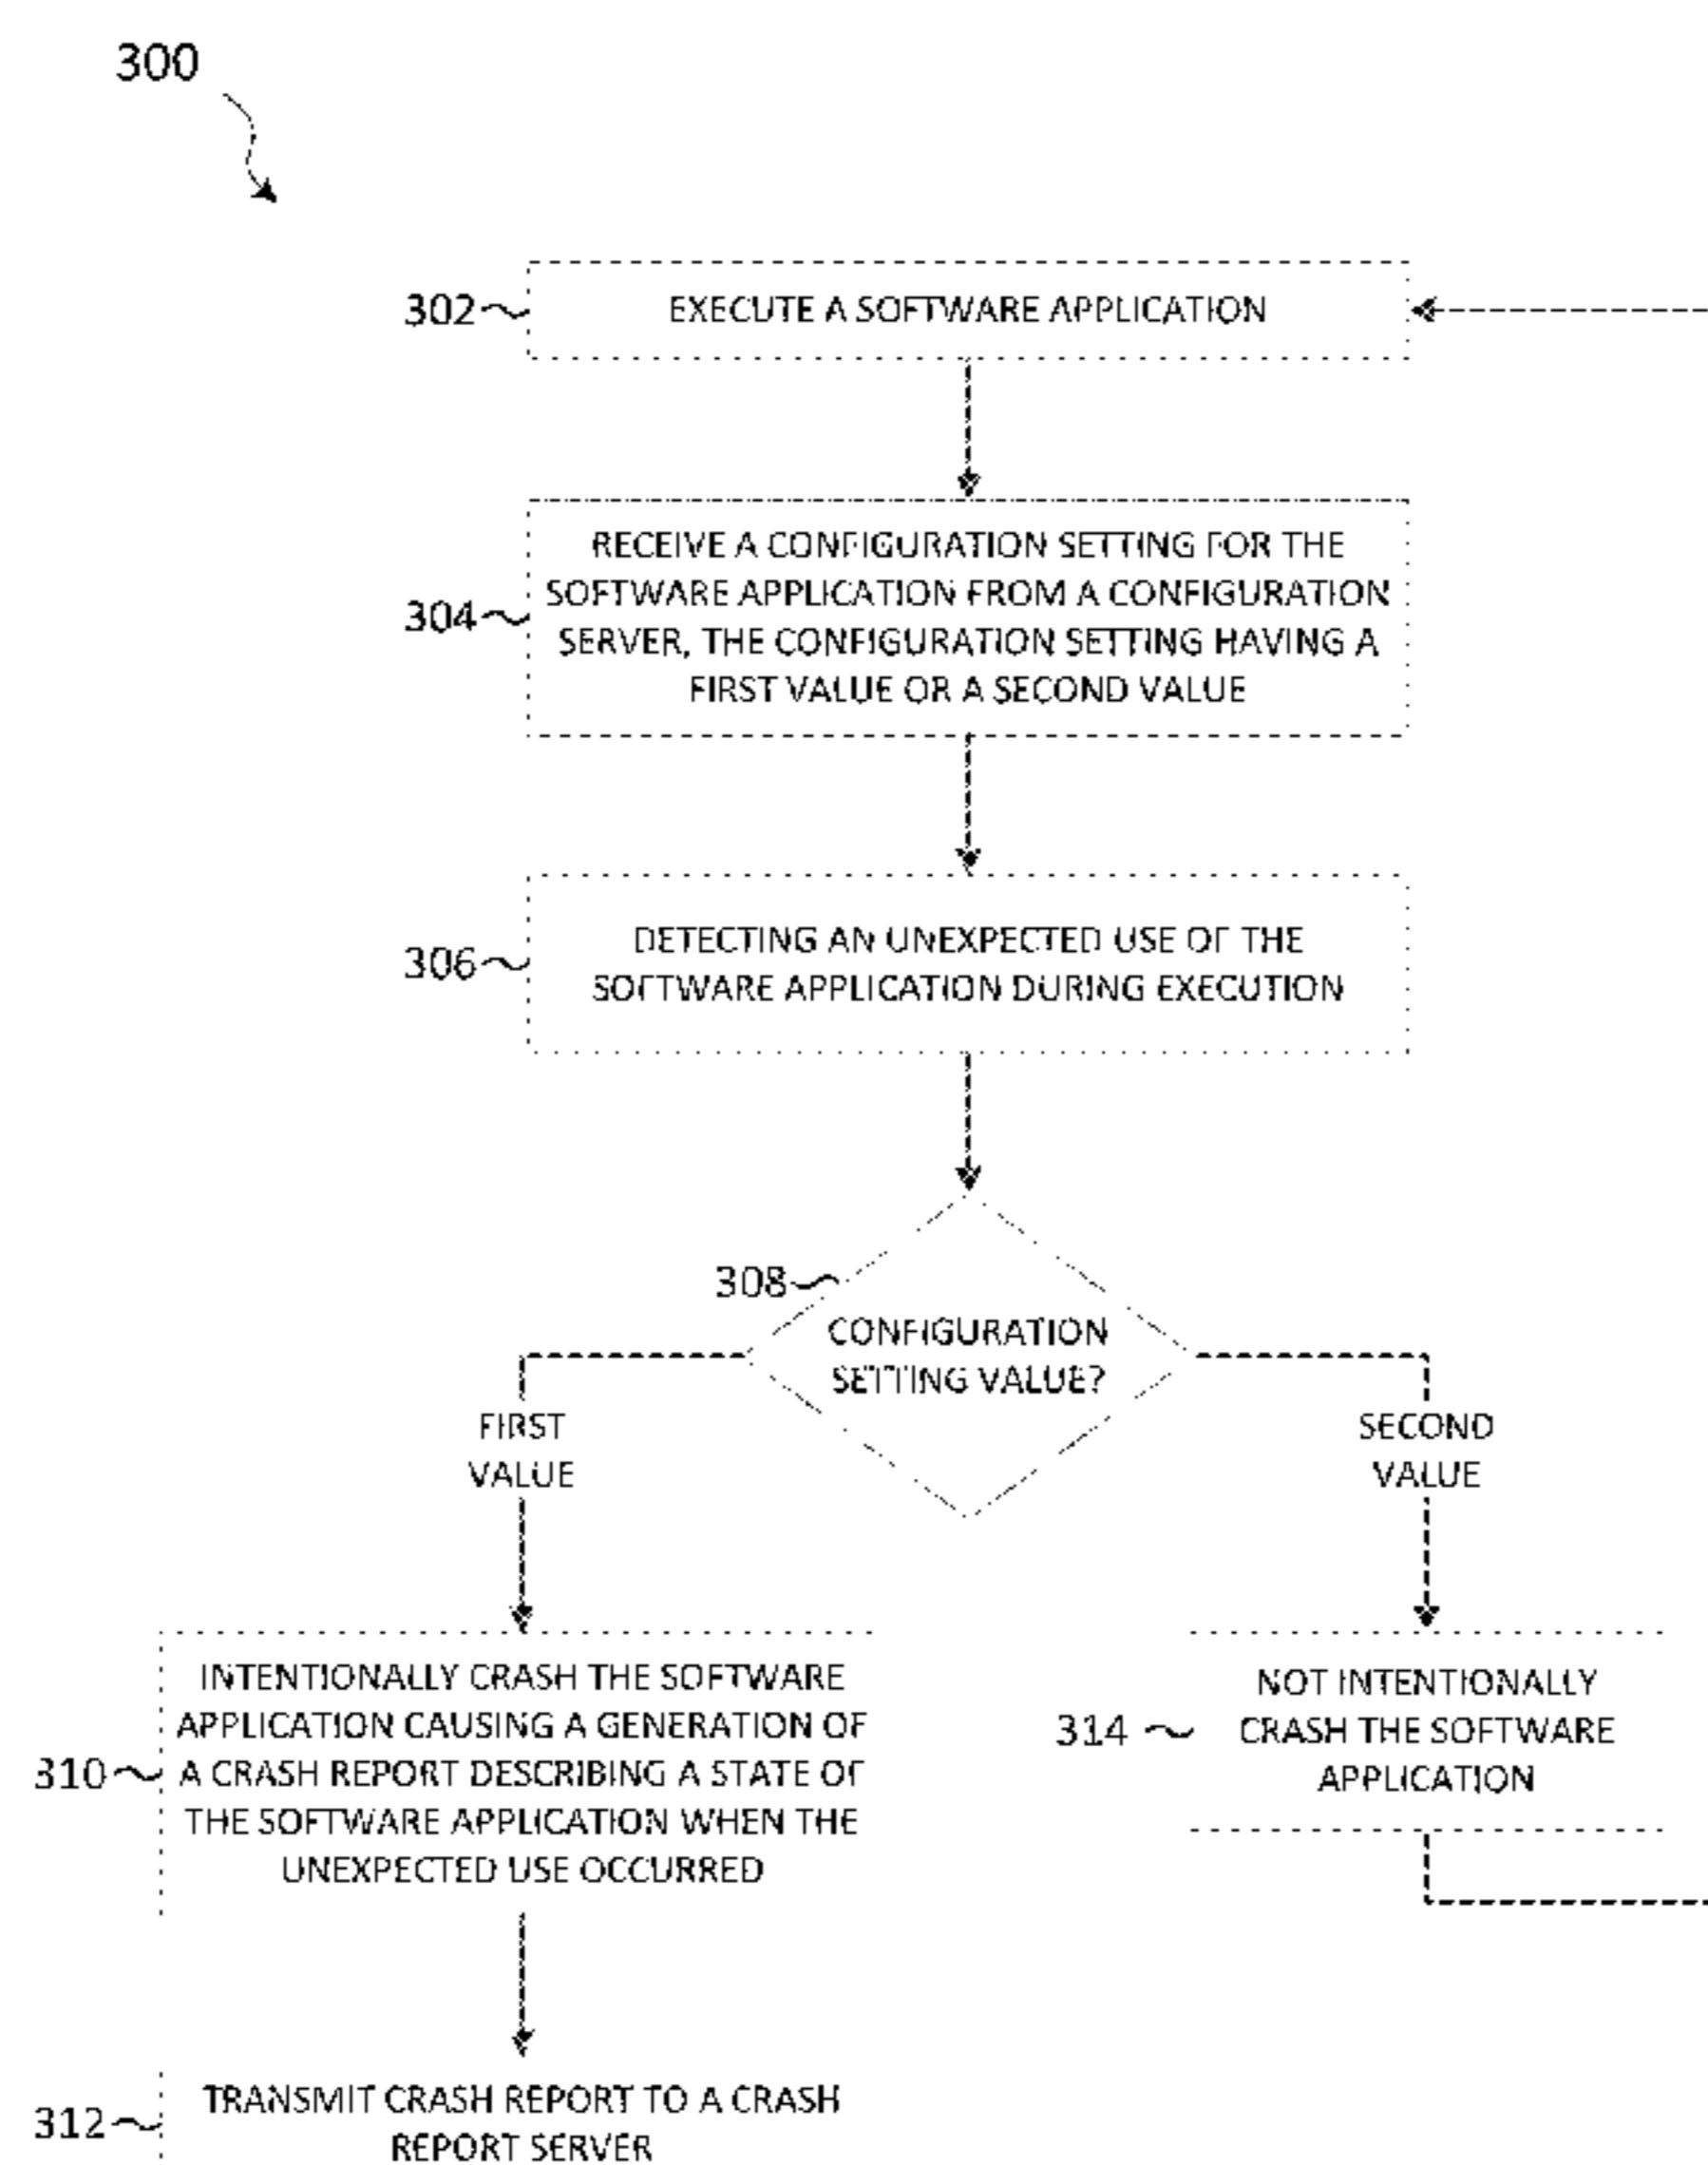 300
302
EXECUTE A SOFTWARE APPLICATION
304
RECEIVE A CONFIGURATION SETTING FOR THE
SOFTWARE APPLICATION FROM A CONFIGURATION
SERVER, THE CONFIGURATION SETTING HAVING A
FIRST VALUE OR A SECOND VALUE
306
DETECTING AN UNEXPECTED USE OF THE
SOFTWARE APPLICATION DURING EXECUTION
308
CONFIGURATION
SETTING VALUE?
FIRST
VALUE
SECOND
VALUE
310
INTENTIONALLY CRASH THE SOFTWARE
APPLICATION CAUSING A GENERATION OF
A CRASH REPORT DESCRIBING A STATE OF
THE SOFTWARE APPLICATION WHEN THE
UNEXPECTED USE OCCURRED
314
NOT INTENTIONALLY
CRASH THE SOFTWARE
APPLICATION
312
TRANSMIT CRASH REPORT TO A CRASH
REPORT SERVER